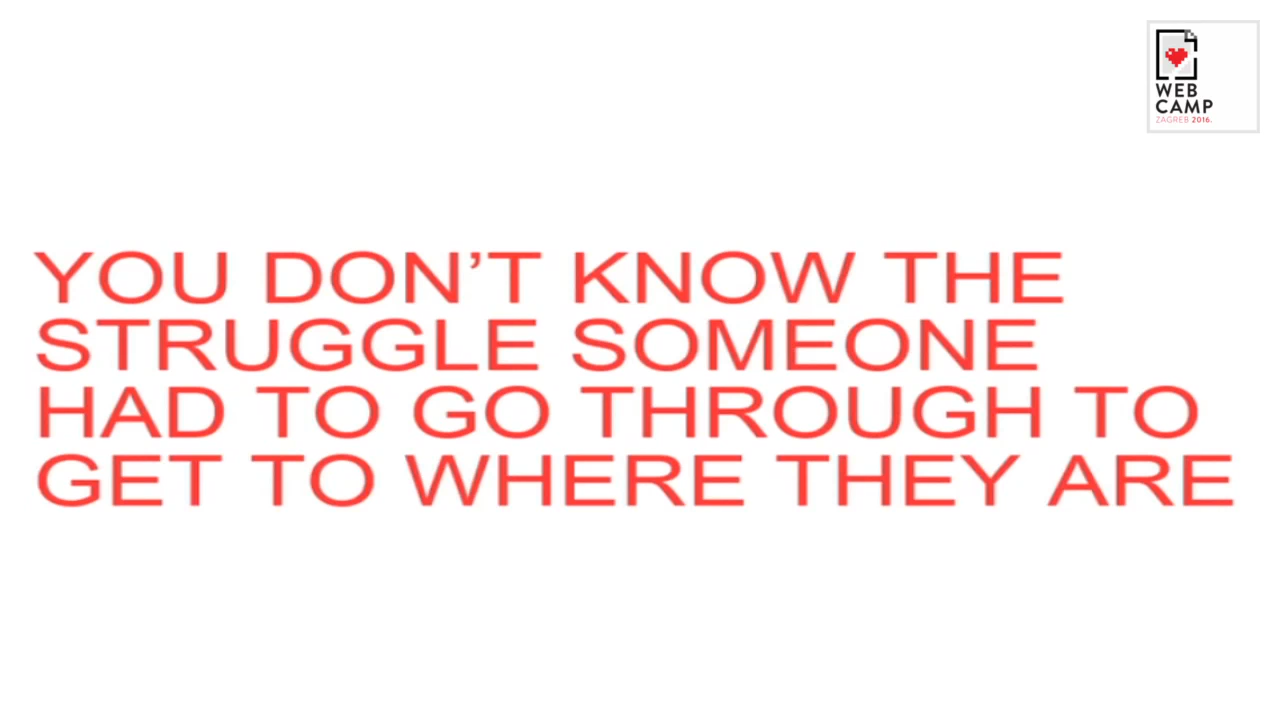 WEB
CAMP
ZAGREB 2016.
YOU DON’T KNOW THE
STRUGGLE SOMEONE
HAD TO GO THROUGH TO
GET TO WHERE THEY ARE